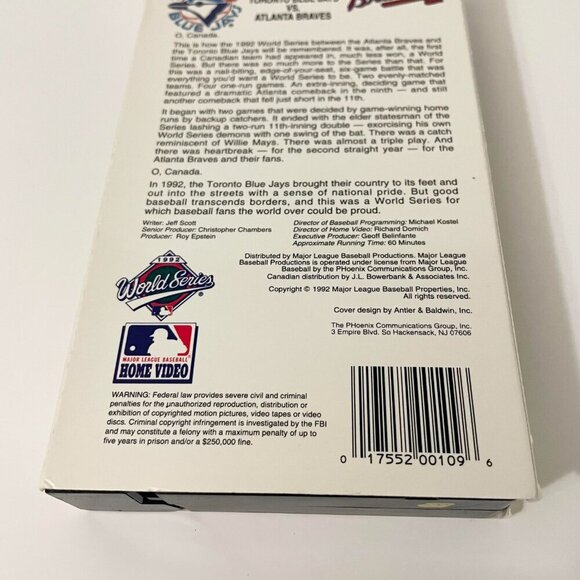 BLUE JAYS
TORONTO BLUE JAYS
VS.
ATLANTA BRAVES
O, Canada.
This is how the 1992 World Series between the Atlanta Braves and
the Toronto Blue Jays will be remembered. It was, after all, the first
time a Canadian team had appeared in, much less won, a World
Series. But there was so much more to the Series than that. For
this was a nail-biting, edge-of-your-seat, six-game battle that was
everything you'd want a World Series to be. Two evenly-matched
teams. Four one-run games. An extra-inning, deciding game that
featured a dramatic Atlanta comeback in the ninth — and still
another comeback that fell just short in the 11th.
It began with two games that were decided by game-winning home
runs by backup catchers. It ended with the elder statesman of the
Series lashing a two-run 11th-inning double — exorcising his own
World Series demons with one swing of the bat. There was a catch
reminiscent of Willie Mays. There was almost a triple play. And
there was heartbreak — for the second straight year — for the
Atlanta Braves and their fans.
O, Canada.
In 1992, the Toronto Blue Jays brought their country to its feet and
out into the streets with a sense of national pride. But good
baseball transcends borders, and this was a World Series for
which baseball fans the world over could be proud.
Writer: Jeff Scott
Senior Producer: Christopher Chambers
Producer: Roy Epstein
Director of Baseball Programming: Michael Kostel
Director of Home Video: Richard Domich
Executive Producer: Geoff Belinfante
Approximate Running Time: 60 Minutes
Distributed by Major League Baseball Productions. Major League
Baseball Productions is operated under license from Major League
Baseball by the PHoenix Communications Group, Inc.
Canadian distribution by J.L. Bowerbank & Associates Inc.
Copyright © 1992 Major League Baseball Properties, Inc.
All rights reserved.
Cover design by Antler & Baldwin, Inc.
The PHoenix Communications Group, Inc.
3 Empire Blvd. So Hackensack, NJ 07606
1992
World Series
MAJOR LEAGUE BASEBALL
HOME VIDEO
WARNING: Federal law provides severe civil and criminal
penalties for the unauthorized reproduction, distribution or
exhibition of copyrighted motion pictures, video tapes or video
discs. Criminal copyright infringement is investigated by the FBI
and may constitute a felony with a maximum penalty of up to
five years in prison and/or a $250,000 fine.
0 17552 00109 6